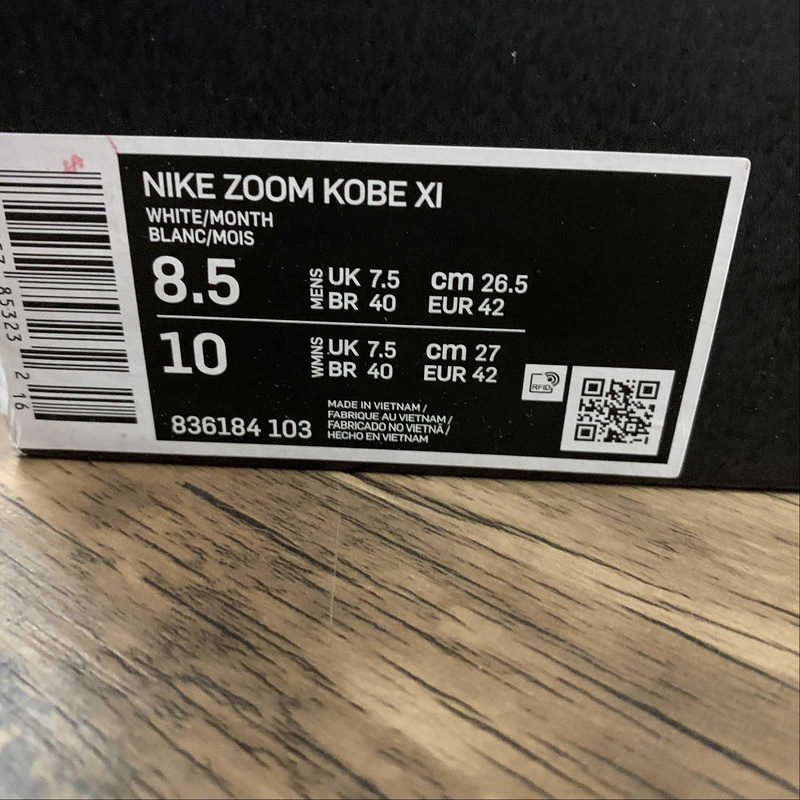 NIKE ZOOM KOBE XI
WHITE/MONTH
BLANC/MOIS
8.5 MENS UK 7.5 cm 26.5
BR 40 EUR 42
10 WMNS UK 7.5 cm 27
BR 40 EUR 42
RFID
836184 103
MADE IN VIETNAM /
FABRIQUE AU VIETNAM /
FABRICADO NO VIETNÃ /
HECHO EN VIETNAM
85323 2 16